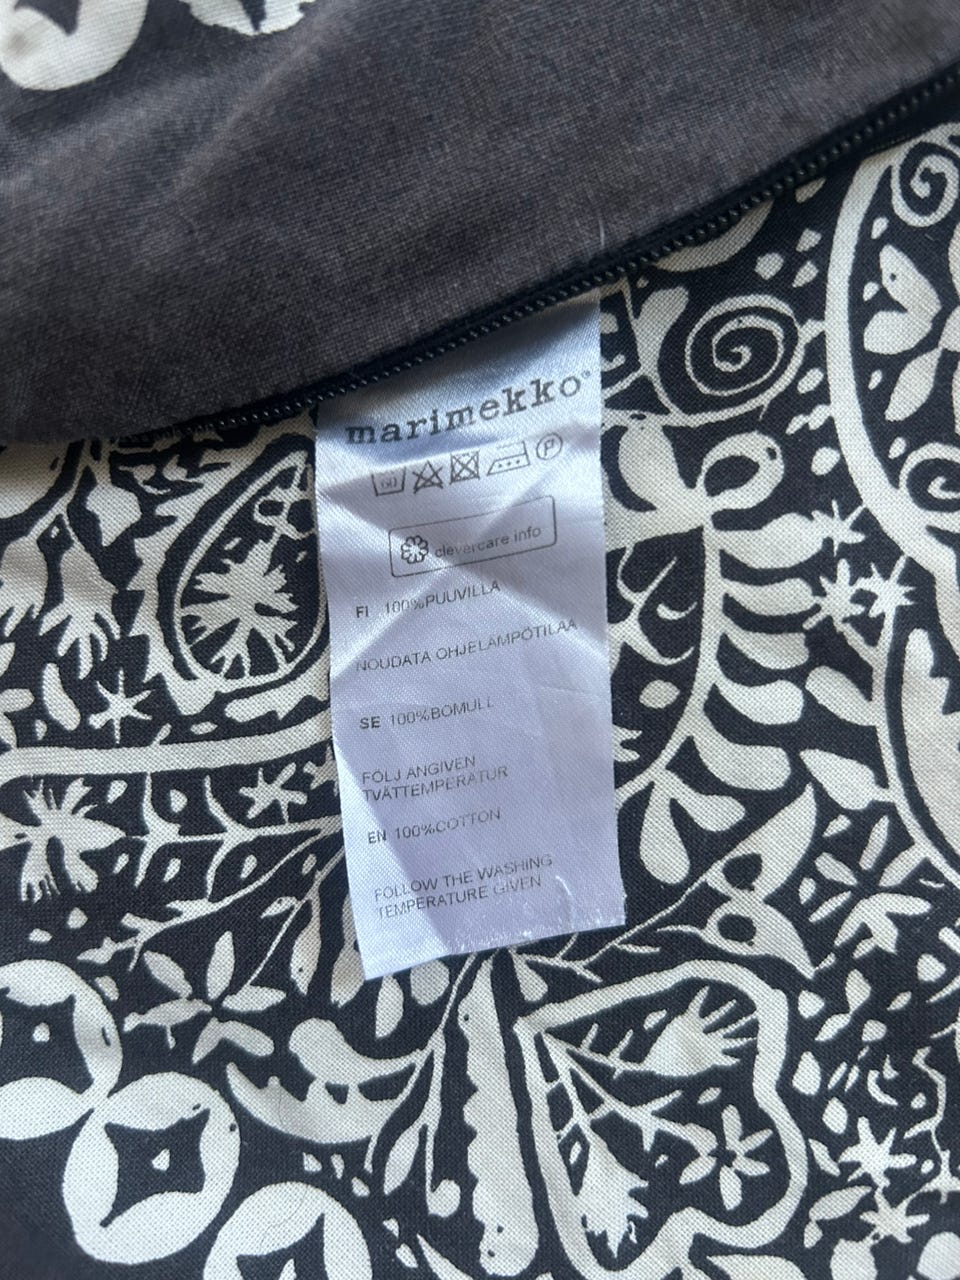 marimekko®
60 P
clevercare info
FI 100%PUUVILLA
NOUDATA OHJELAMPÖTILAA
SE 100%BOMULL
FÖLJ ANGIVEN
TVÄTTEMPERATUR
EN 100%COTTON
FOLLOW THE WASHING
TEMPERATURE GIVEN